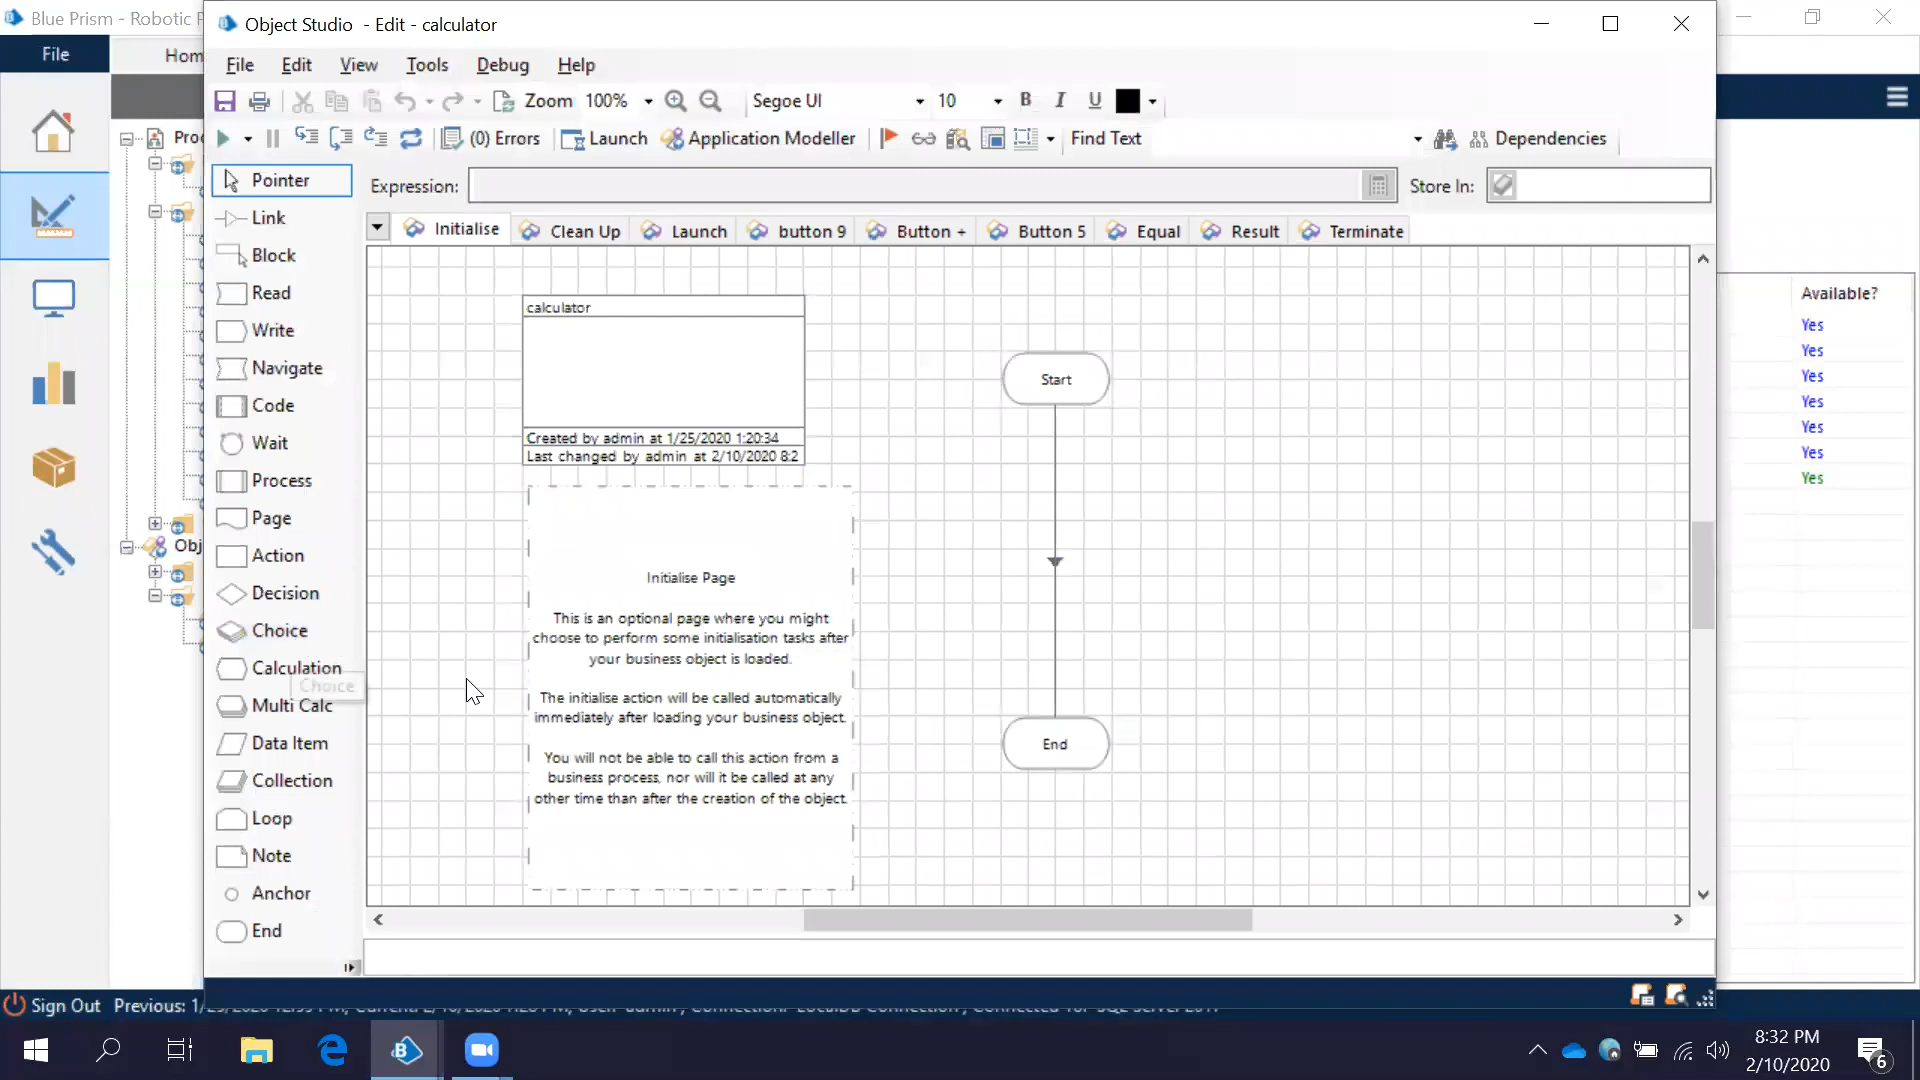 Blue Prism - Robotic P
Object Studio - Edit - calculator
File
Hom
File Edit View Tools Debug Help
Zoom 100% Segoe UI 10 B I U
(0) Errors Launch Application Modeller Find Text Dependencies
Proc
Obj
Expression: Store In:
Initialise Clean Up Launch button 9 Button + Button 5 Equal Result Terminate
Pointer
Link
Block
Read
Write
Navigate
Code
Wait
Process
Page
Action
Decision
Choice
Calculation
Choice
Multi Calc
Data Item
Collection
Loop
Note
Anchor
End
calculator
Created by admin at 1/25/2020 1:20:34
Last changed by admin at 2/10/2020 8:2
Initialise Page
This is an optional page where you might
choose to perform some initialisation tasks after
your business object is loaded.
The initialise action will be called automatically
immediately after loading your business object.
You will not be able to call this action from a
business process, nor will it be called at any
other time than after the creation of the object.
Start
End
Available?
Yes
Yes
Yes
Yes
Yes
Yes
Yes
Sign Out Previous: 1/
8:32 PM
2/10/2020
6